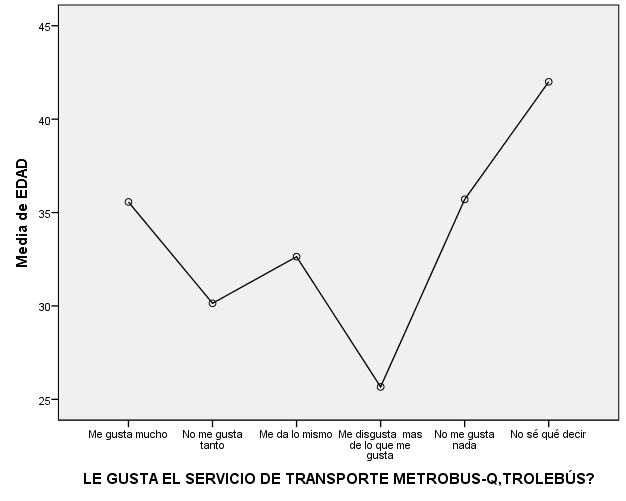 45
40
35
30
25
Media de EDAD
Me gusta mucho
No me gusta
tanto
Me da lo mismo
Me disgusta mas
de lo que me
gusta
No me gusta
nada
No sé qué decir
LE GUSTA EL SERVICIO DE TRANSPORTE METROBUS-Q,TROLEBÚS?